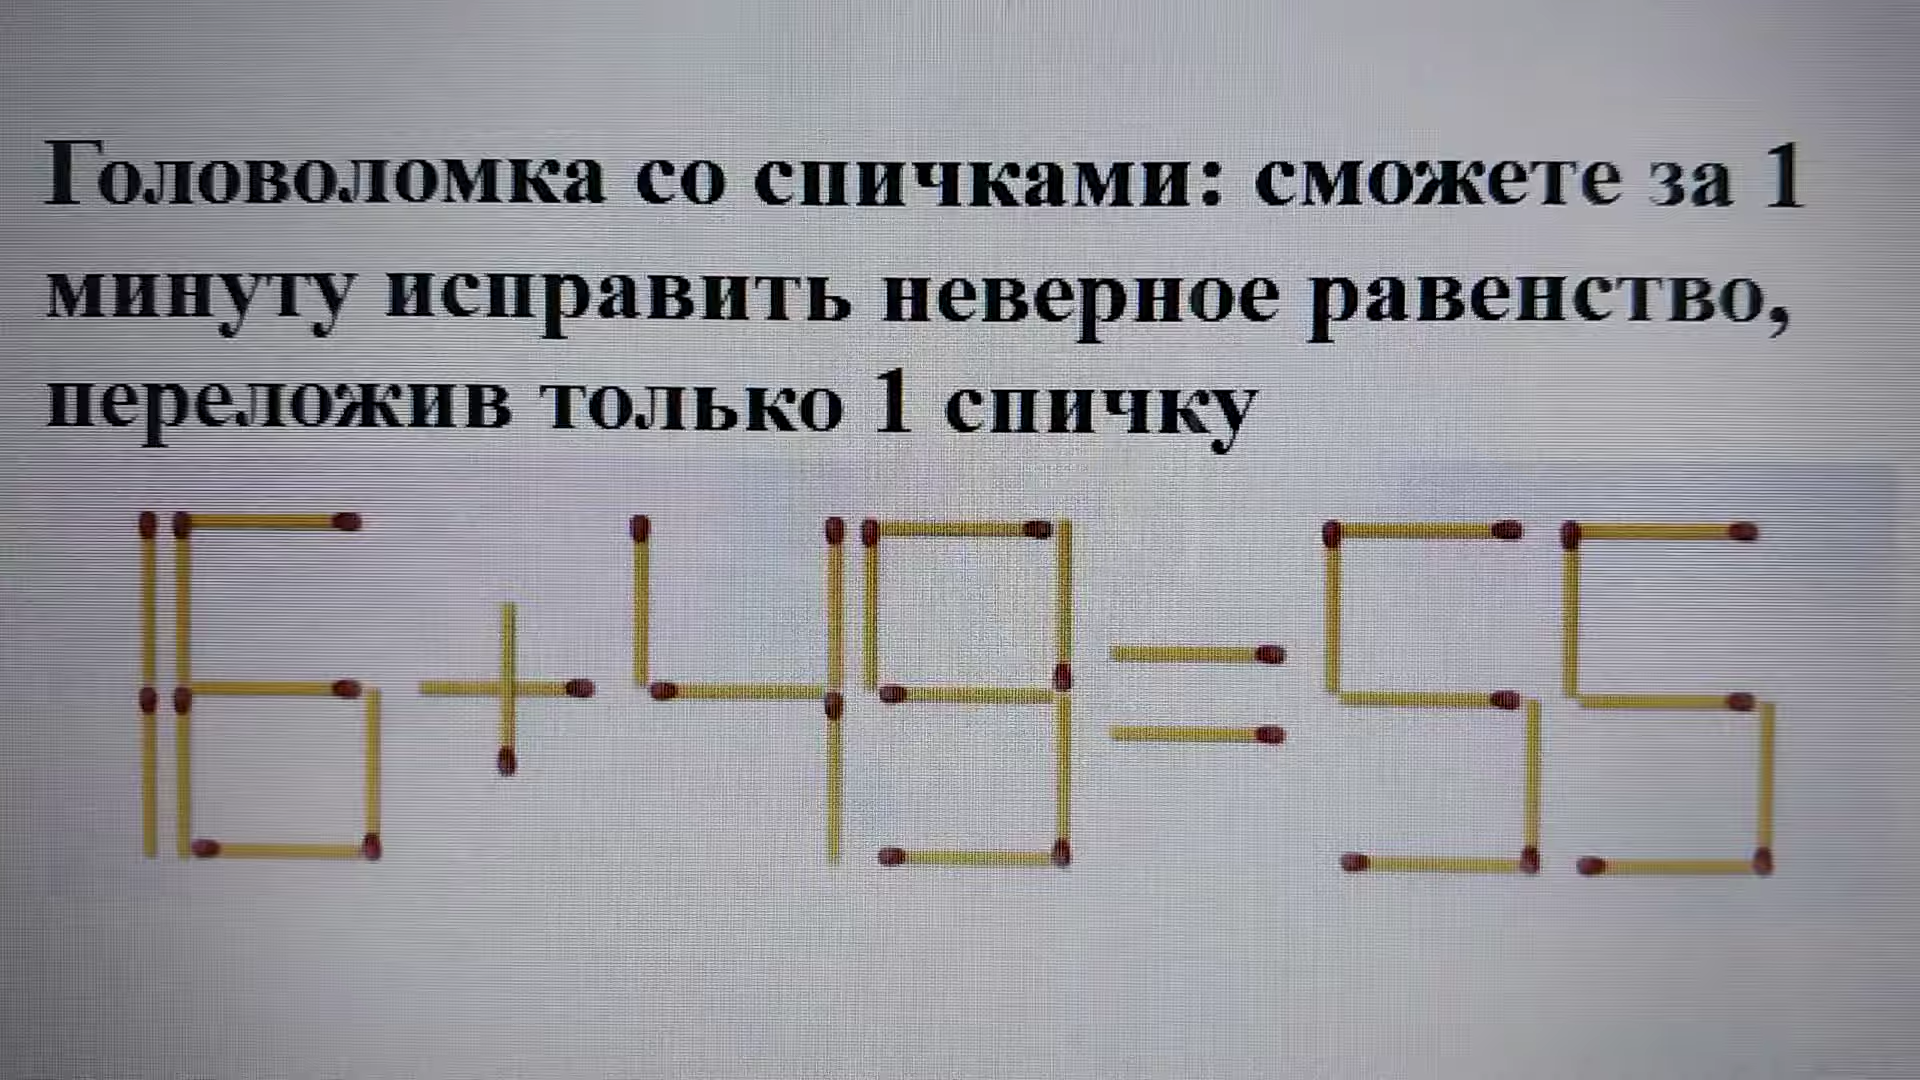 Головоломка со спичками: сможете за 1
минуту исправить неверное равенство,
переложив только 1 спичку
16+49=55